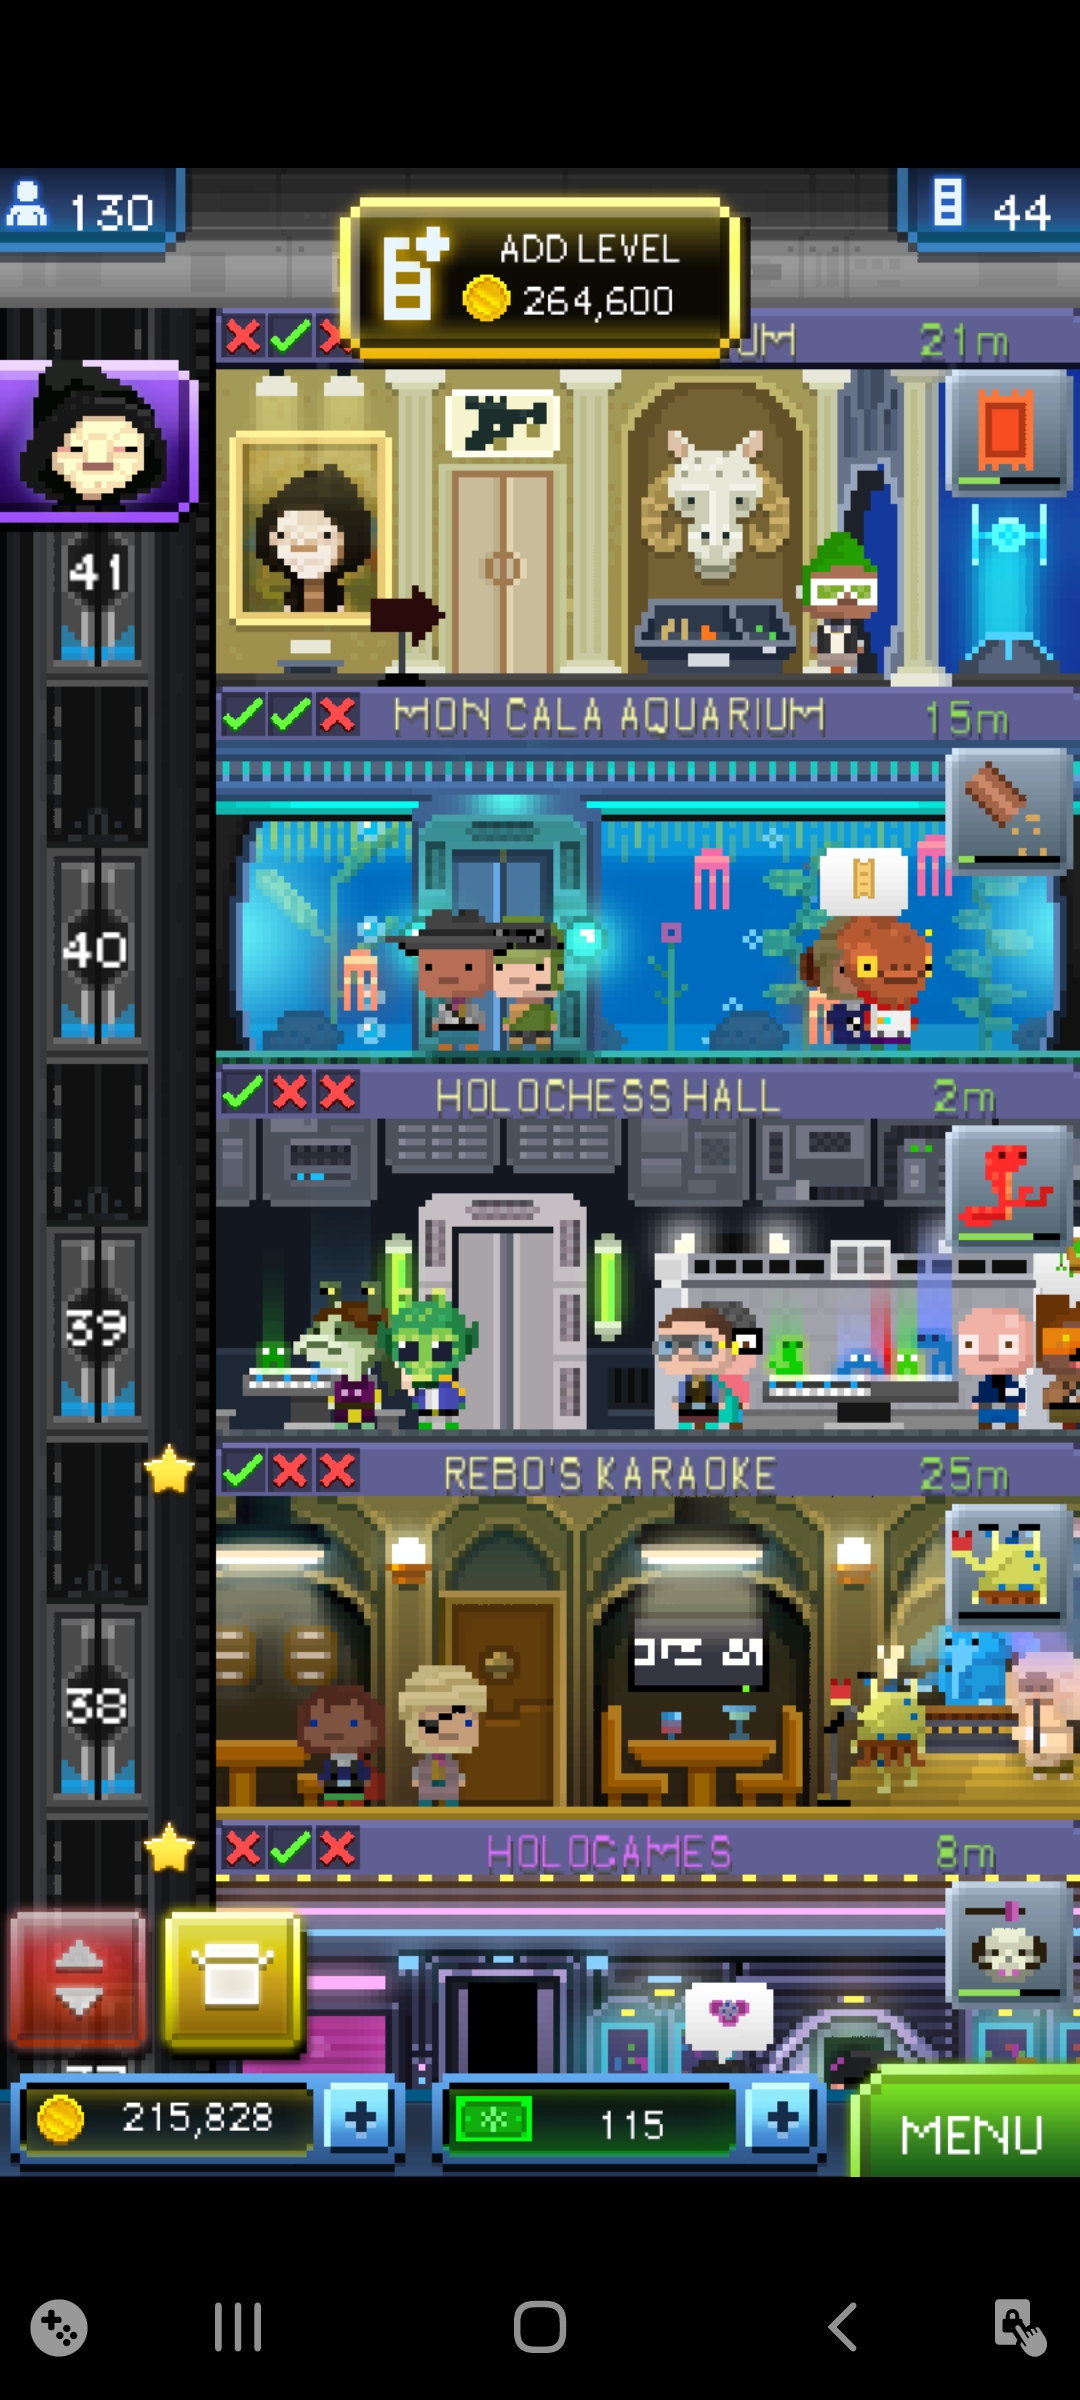 130
ADD LEVEL
264,600
44
21m
41
MON CALA AQUARIUM 15m
40
HOLOCHESS HALL 2m
39
REBO'S KARAOKE 25m
38
HOLOGAMES 8m
215,828
115
MENU